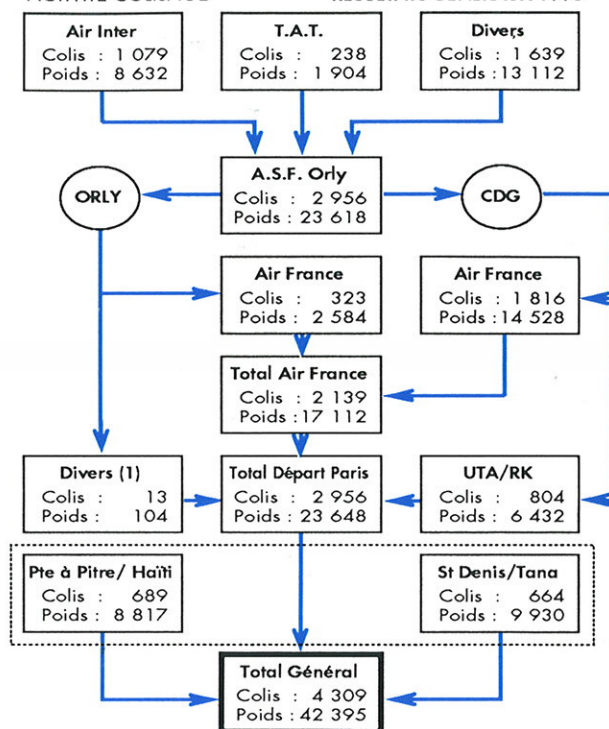 Air Inter
Colis : 1 079
Poids : 8 632
T.A.T.
Colis : 238
Poids : 1 904
Divers
Colis : 1 639
Poids : 13 112
A.S.F. Orly
Colis : 2 956
Poids : 23 618
ORLY
CDG
Air France
Colis : 323
Poids : 2 584
Air France
Colis : 1 816
Poids : 14 528
Total Air France
Colis : 2 139
Poids : 17 112
Divers (1)
Colis : 13
Poids : 104
Total Départ Paris
Colis : 2 956
Poids : 23 648
UTA/RK
Colis : 804
Poids : 6 432
Pte à Pitre/ Haïti
Colis : 689
Poids : 8 817
St Denis/Tana
Colis : 664
Poids : 9 930
Total Général
Colis : 4 309
Poids : 42 395